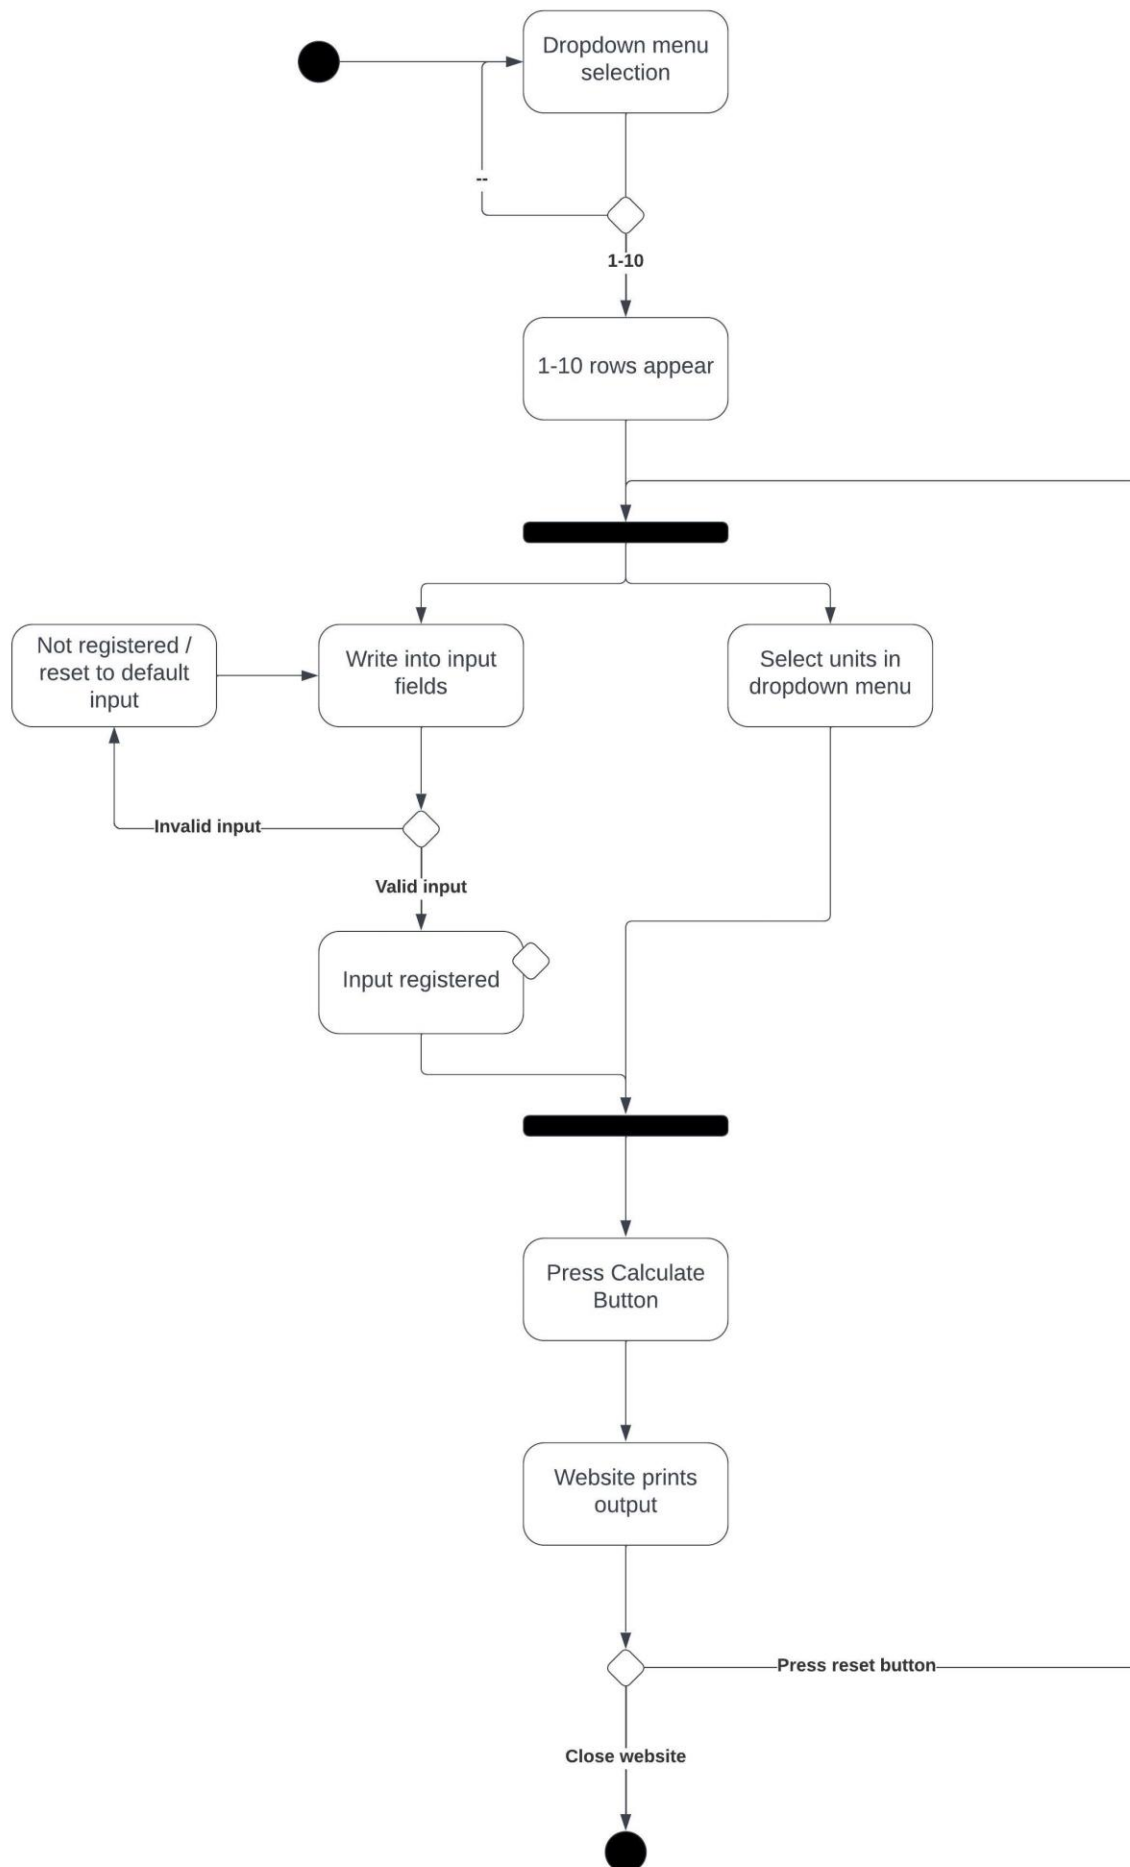 Dropdown menu
selection
--
1-10
1-10 rows appear
Not registered /
reset to default
input
Write into input
fields
Select units in
dropdown menu
Invalid input
Valid input
Input registered
Press Calculate
Button
Website prints
output
Press reset button
Close website